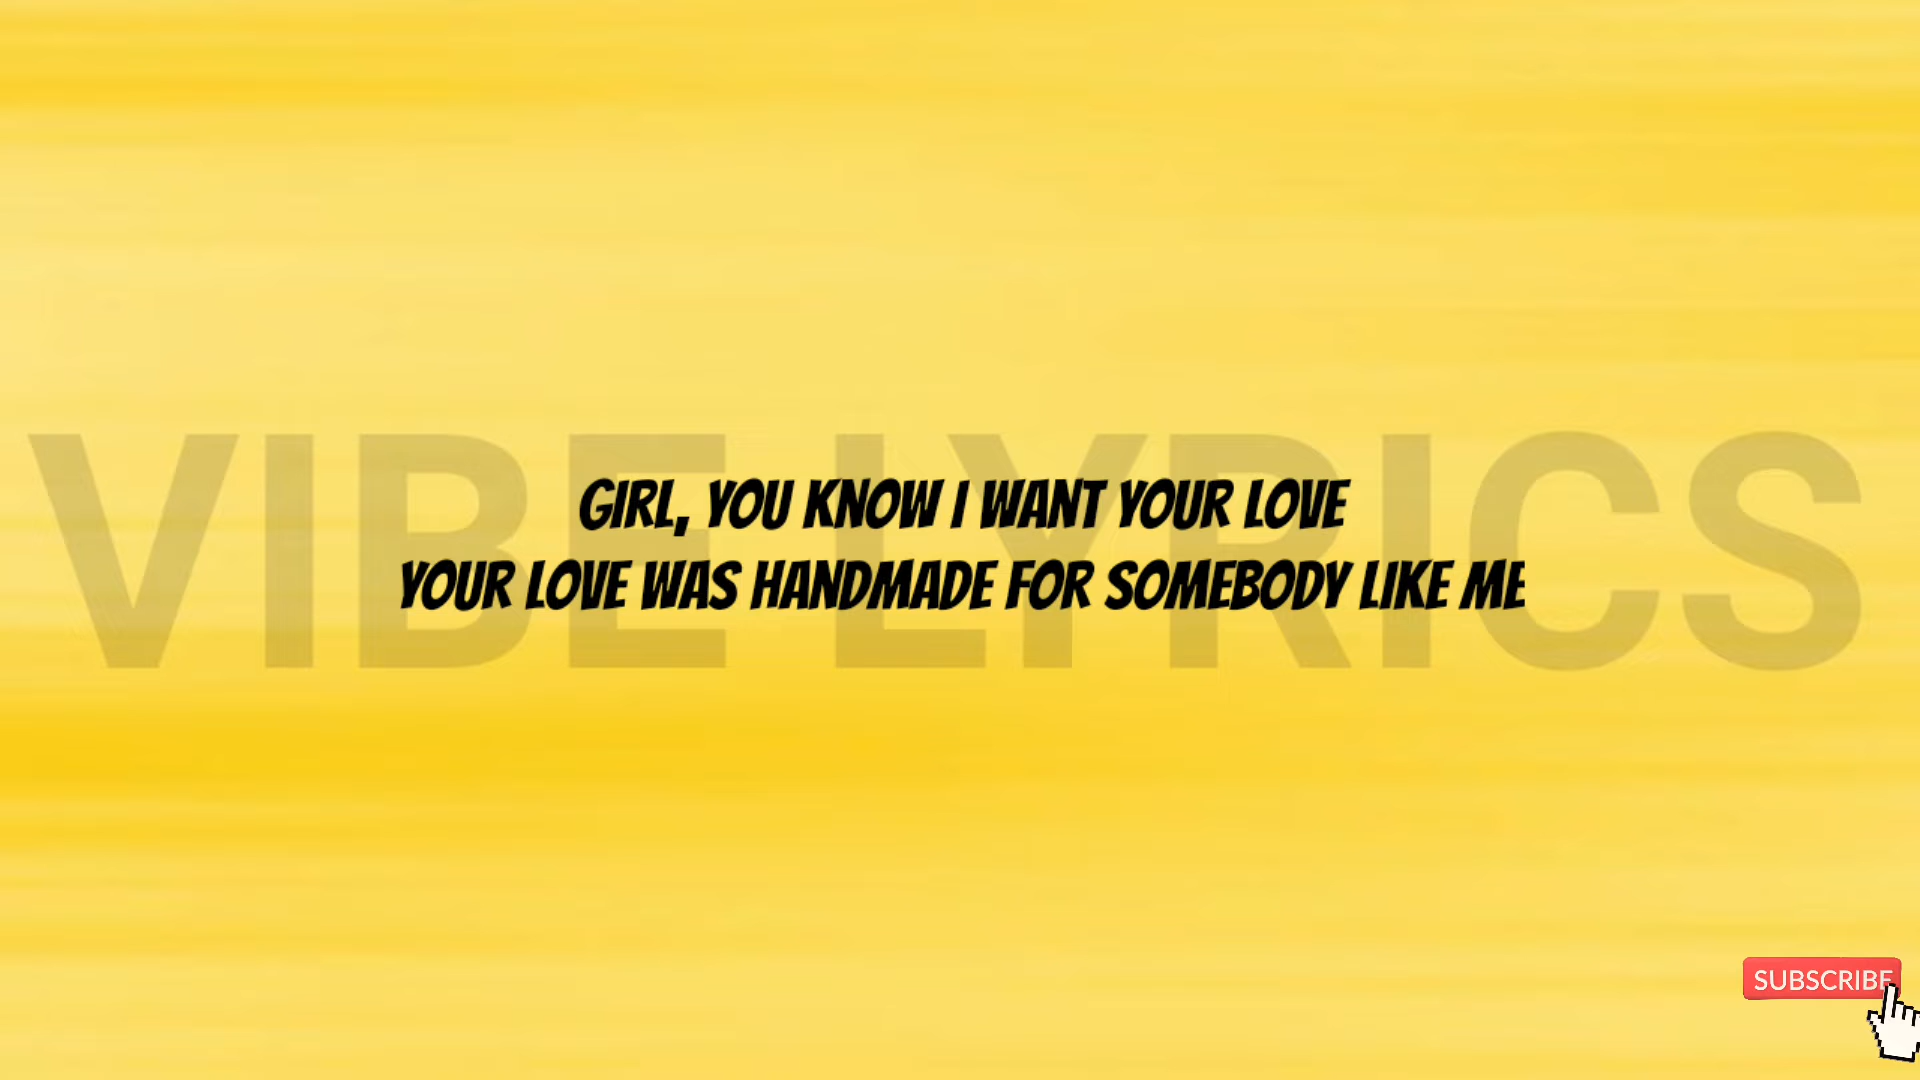 VIBE LYRICS
GIRL, YOU KNOW I WANT YOUR LOVE
YOUR LOVE WAS HANDMADE FOR SOMEBODY LIKE ME
SUBSCRIBE